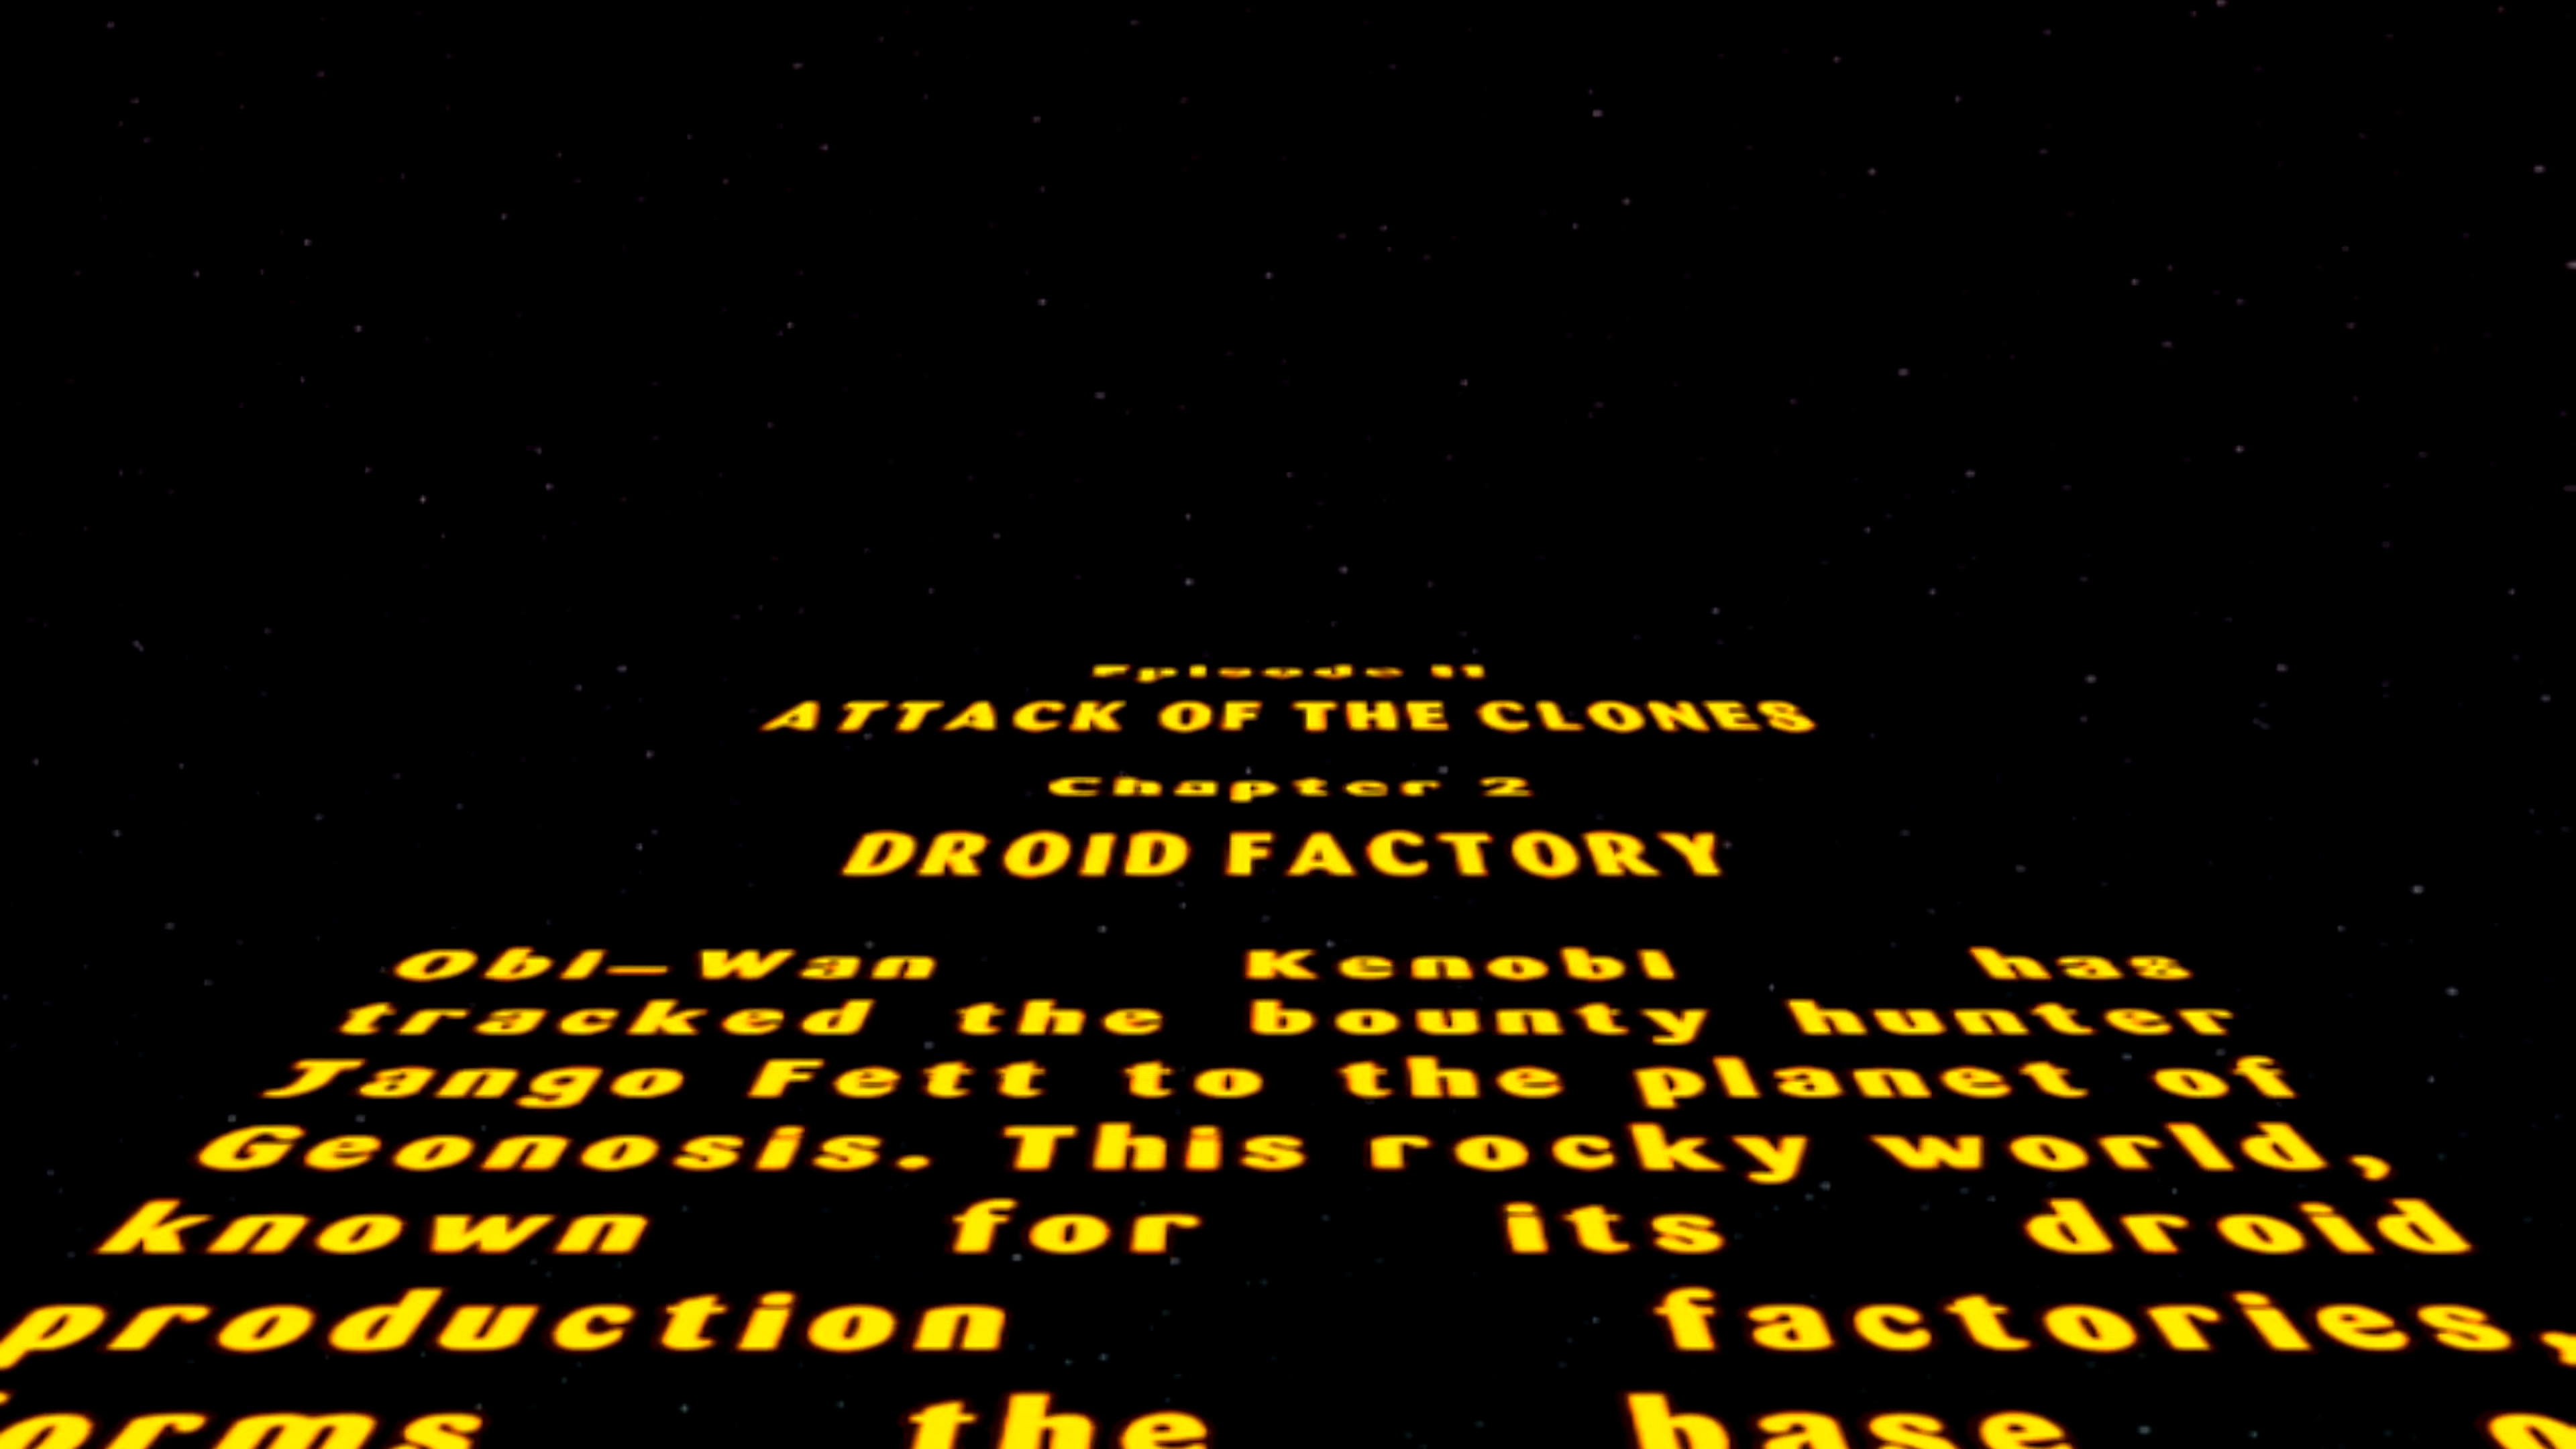 Episode II
ATTACK OF THE CLONES
Chapter 2
DROID FACTORY
Obi-Wan Kenobi has
tracked the bounty hunter
Jango Fett to the planet of
Geonosis. This rocky world,
known for its droid
production factories,
the base